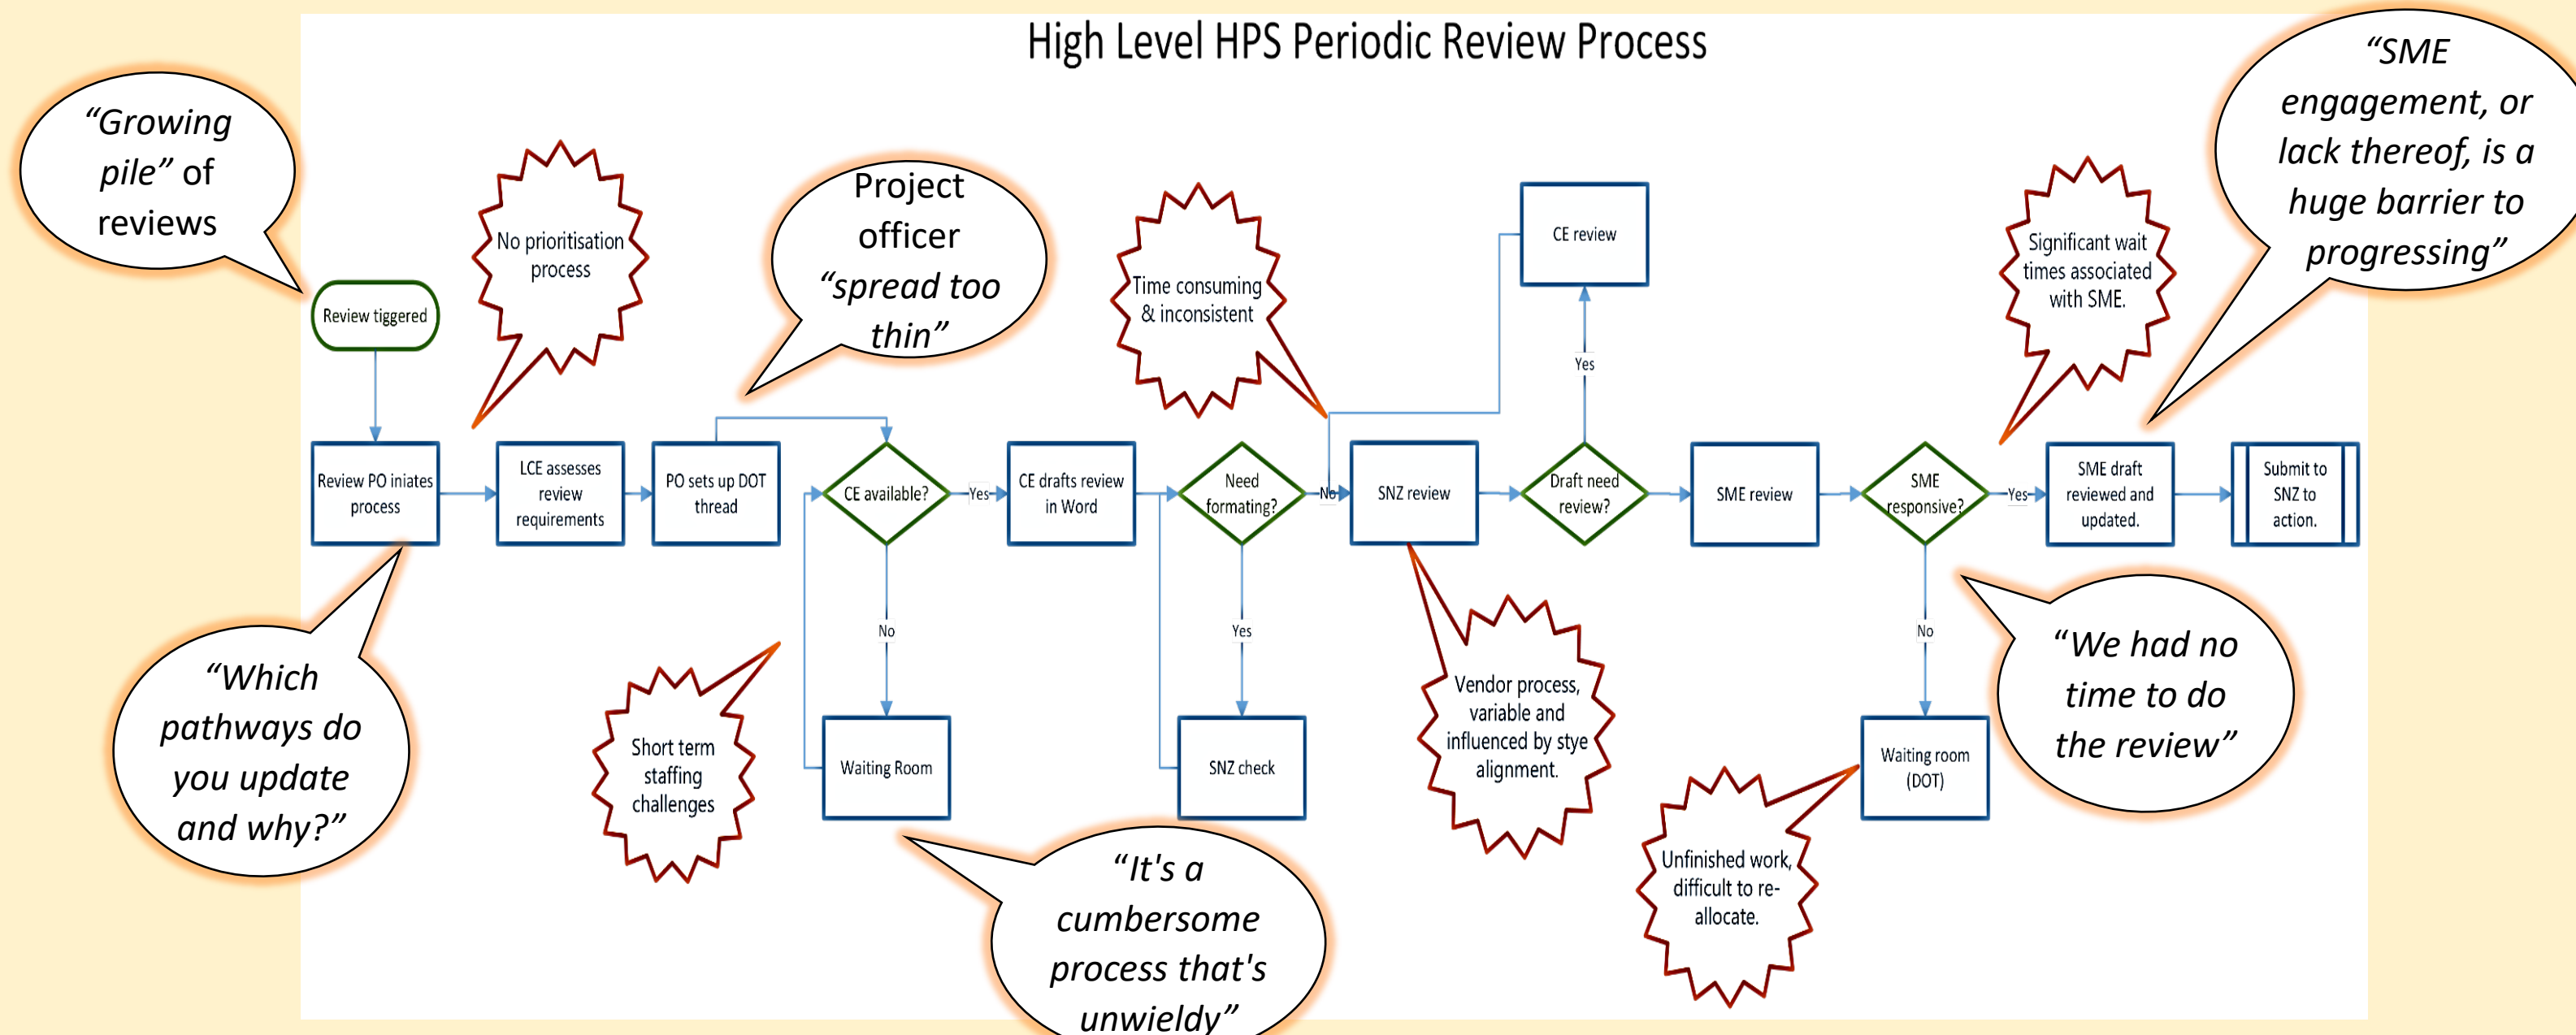 High Level HPS Periodic Review Process
“Growing
pile” of
reviews
No prioritisation
process
Project
officer
“spread too
thin”
Time consuming
& inconsistent
CE review
Significant wait
times associated
with SME.
“SME
engagement, or
lack thereof, is a
huge barrier to
progressing”
Review tiggered
Yes
Review PO iniates
process
LCE assesses
review
requirements
PO sets up DOT
thread
CE available?
Yes
CE drafts review
in Word
Need
formating?
No
SNZ review
Draft need
review?
SME review
SME
responsive?
Yes
SME draft
reviewed and
updated.
Submit to
SNZ to
action.
No
Yes
No
“Which
pathways do
you update
and why?”
Short term
staffing
challenges
Waiting Room
SNZ check
Vendor process,
variable and
influenced by stye
alignment.
Waiting room
(DOT)
“We had no
time to do
the review”
“It's a
cumbersome
process that's
unwieldy”
Unfinished work,
difficult to re-
allocate.